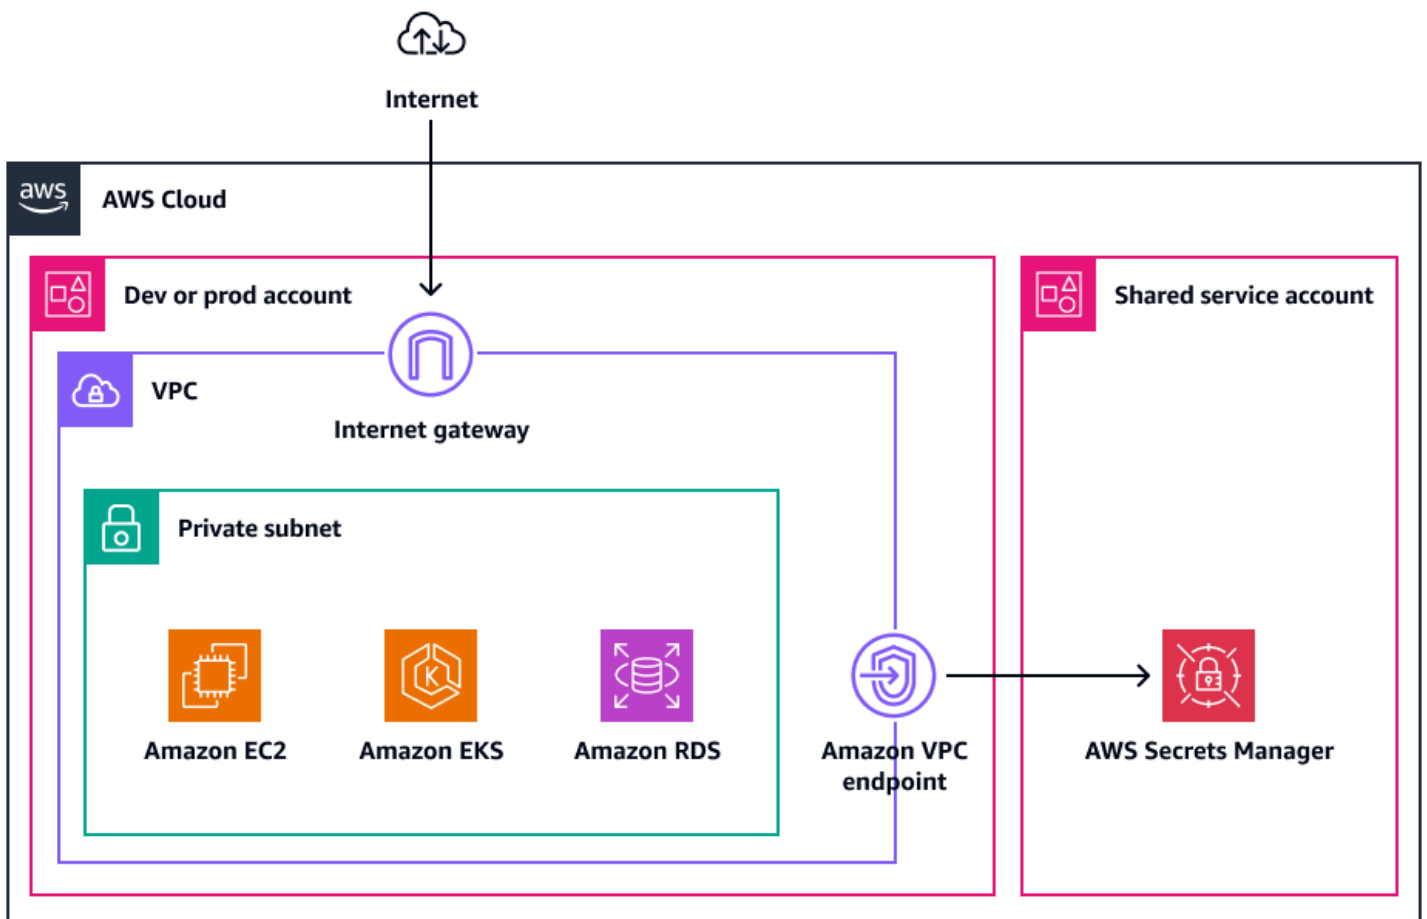 Internet
aws
AWS Cloud
Dev or prod account
Shared service account
VPC
Internet gateway
Private subnet
K
Amazon EC2
Amazon EKS
Amazon RDS
Amazon VPC
endpoint
AWS Secrets Manager